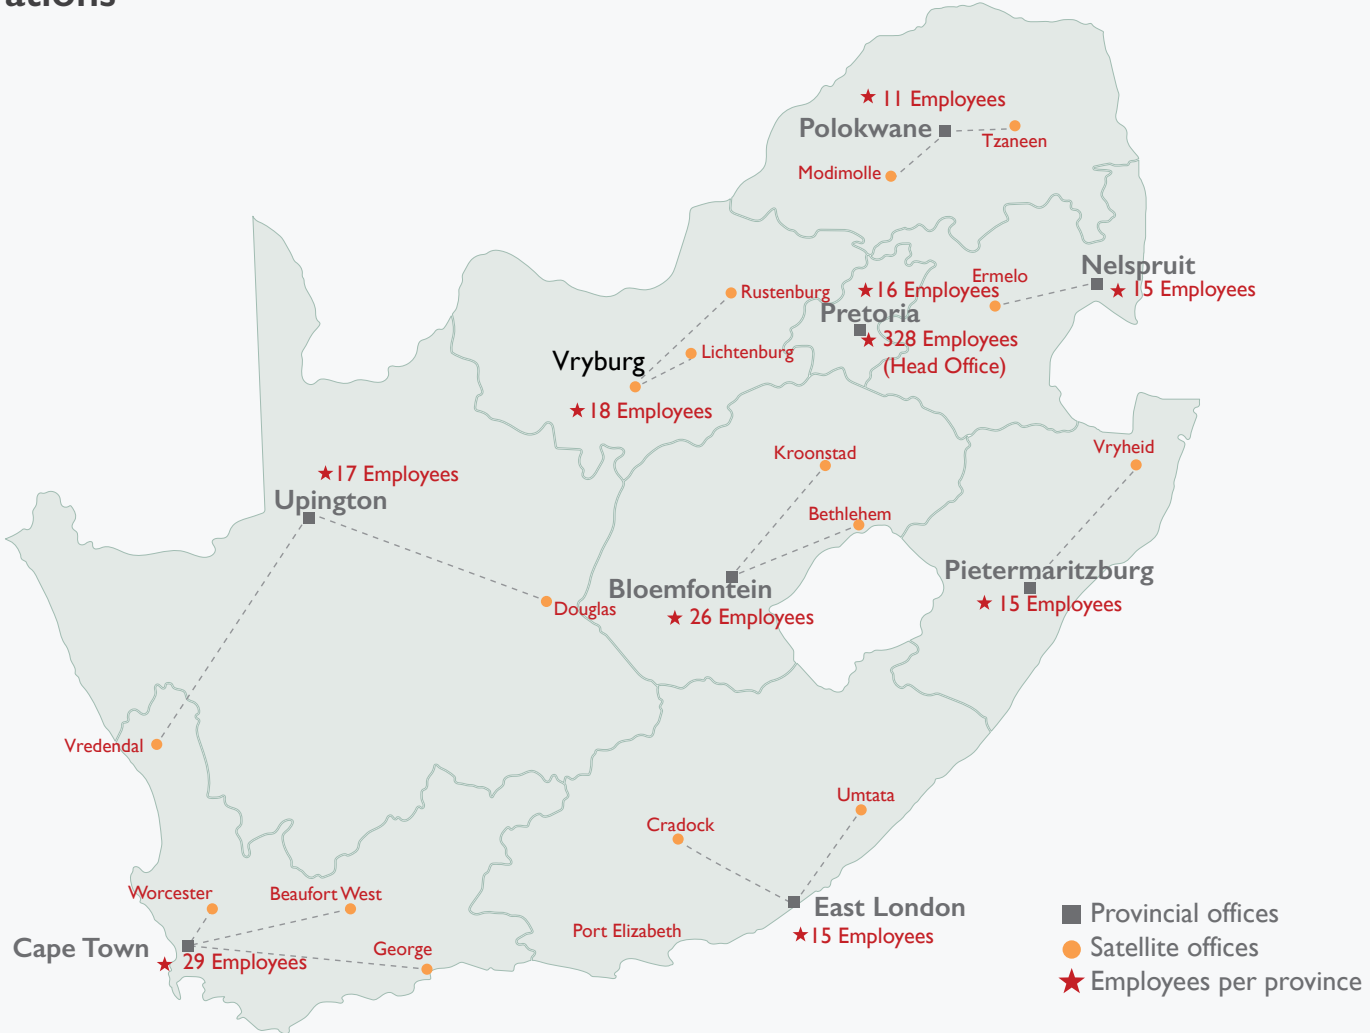 ations
11 Employees
Polokwane
Tzaneen
Modimolle
Nelspruit
15 Employees
Ermelo
16 Employees
Pretoria
328 Employees
(Head Office)
Rustenburg
Lichtenburg
Vryburg
18 Employees
Kroonstad
Bethlehem
Bloemfontein
26 Employees
Vryheid
Pietermaritzburg
15 Employees
17 Employees
Upington
Douglas
Vredendal
Umtata
Cradock
East London
15 Employees
Port Elizabeth
Worcester
Beaufort West
George
Cape Town
29 Employees
Provincial offices
Satellite offices
Employees per province